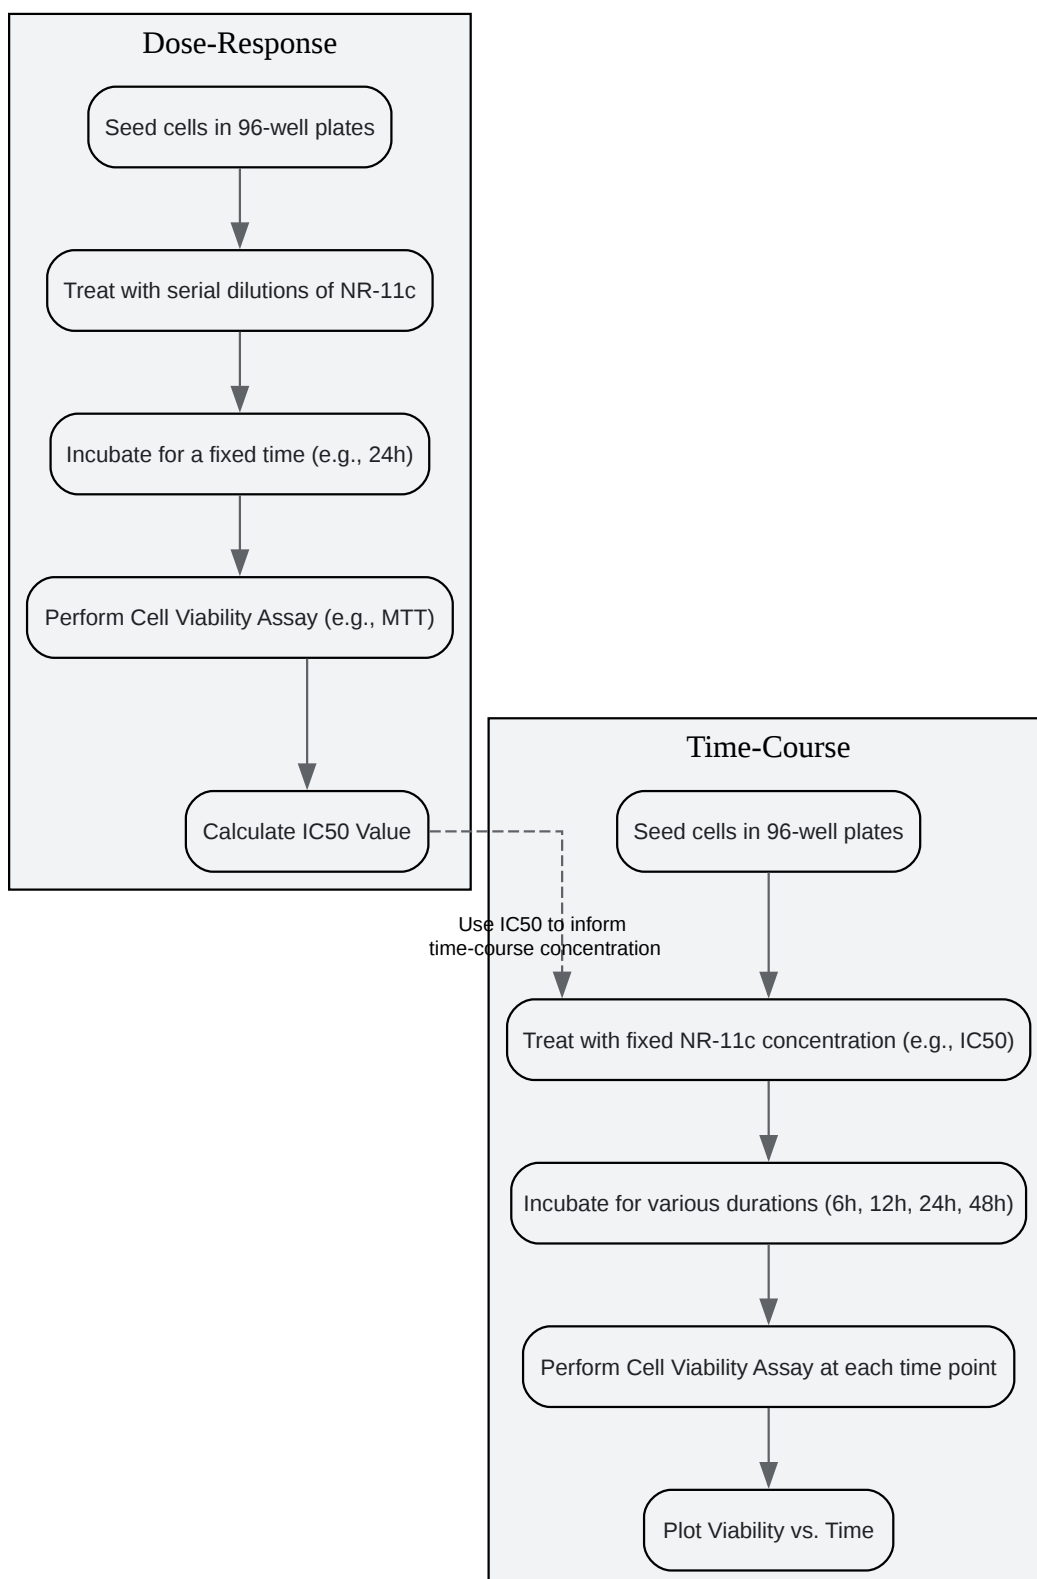 Dose-Response
Seed cells in 96-well plates
Treat with serial dilutions of NR-11c
Incubate for a fixed time (e.g., 24h)
Perform Cell Viability Assay (e.g., MTT)
Calculate IC50 Value
Use IC50 to inform
time-course concentration
Time-Course
Seed cells in 96-well plates
Treat with fixed NR-11c concentration (e.g., IC50)
Incubate for various durations (6h, 12h, 24h, 48h)
Perform Cell Viability Assay at each time point
Plot Viability vs. Time